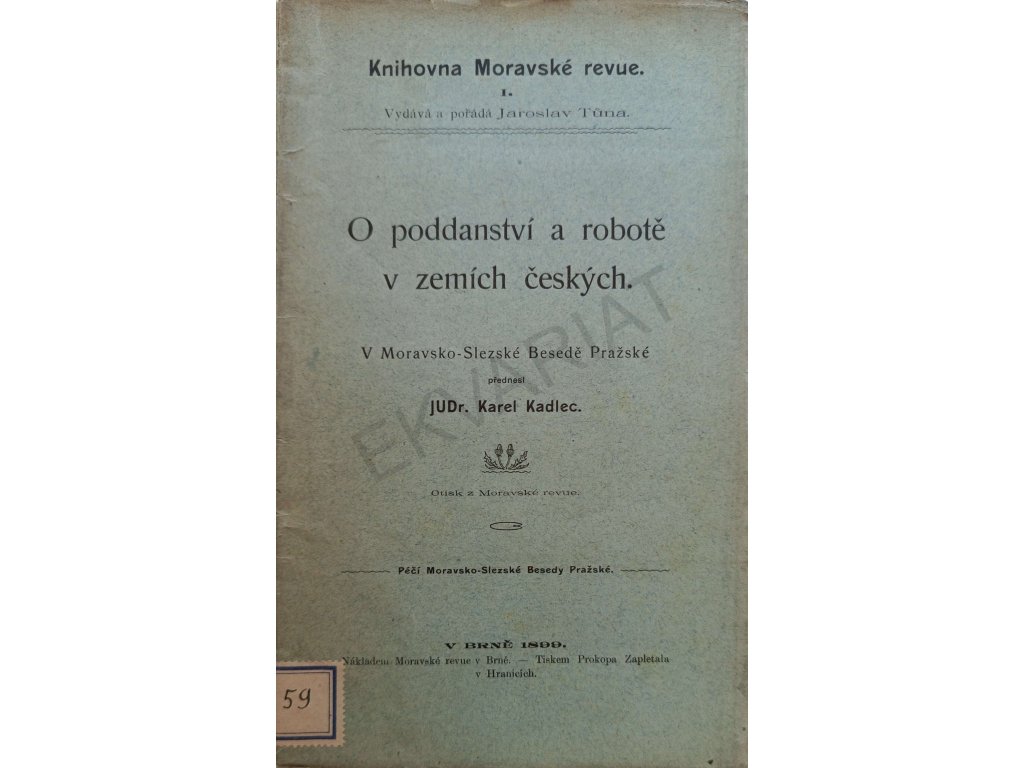 Knihovna Moravské revue.
I.
Vydává a pořádá Jaroslav Tůna.
O poddanství a robotě
v zemích českých.
V Moravsko-Slezské Besedě Pražské
přednesl
JUDr. Karel Kadlec.
EKVARIAT
Otisk z Moravské revue.
Péčí Moravsko-Slezské Besedy Pražské.
V BRNĚ 1899.
Nákladem Moravské revue v Brně. — Tiskem Prokopa Zapletala
v Hranicích.
59